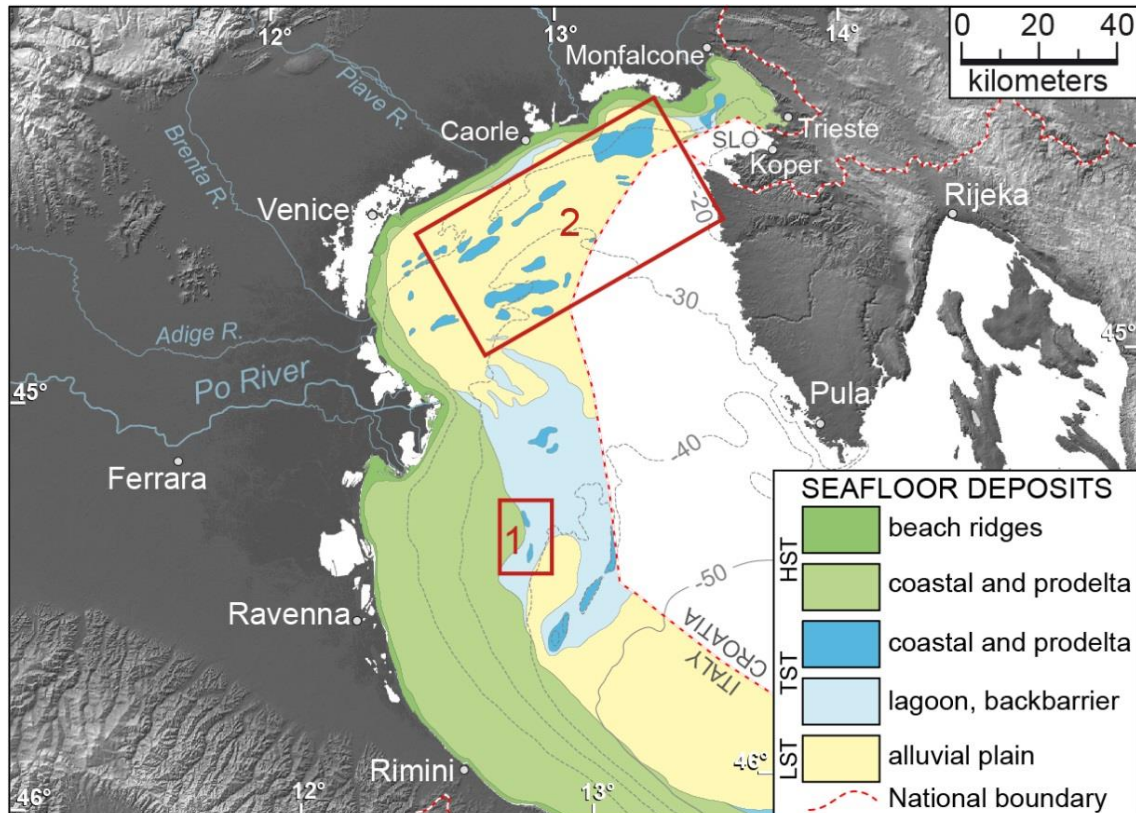 12°
13°
14°
0 20 40
kilometers
Monfalcone
Piave R.
Caorle
Trieste
SLO
Koper
Brenta R.
Rijeka
Venice
-20
2
-30
Adige R.
45°
Po River
45°
Pula
-40
Ferrara
1
-50
Ravenna
ITALY
CROATIA
Rimini
46°
46°
12°
13°
SEAFLOOR DEPOSITS
HST
beach ridges
coastal and prodelta
TST
coastal and prodelta
lagoon, backbarrier
LST
alluvial plain
National boundary